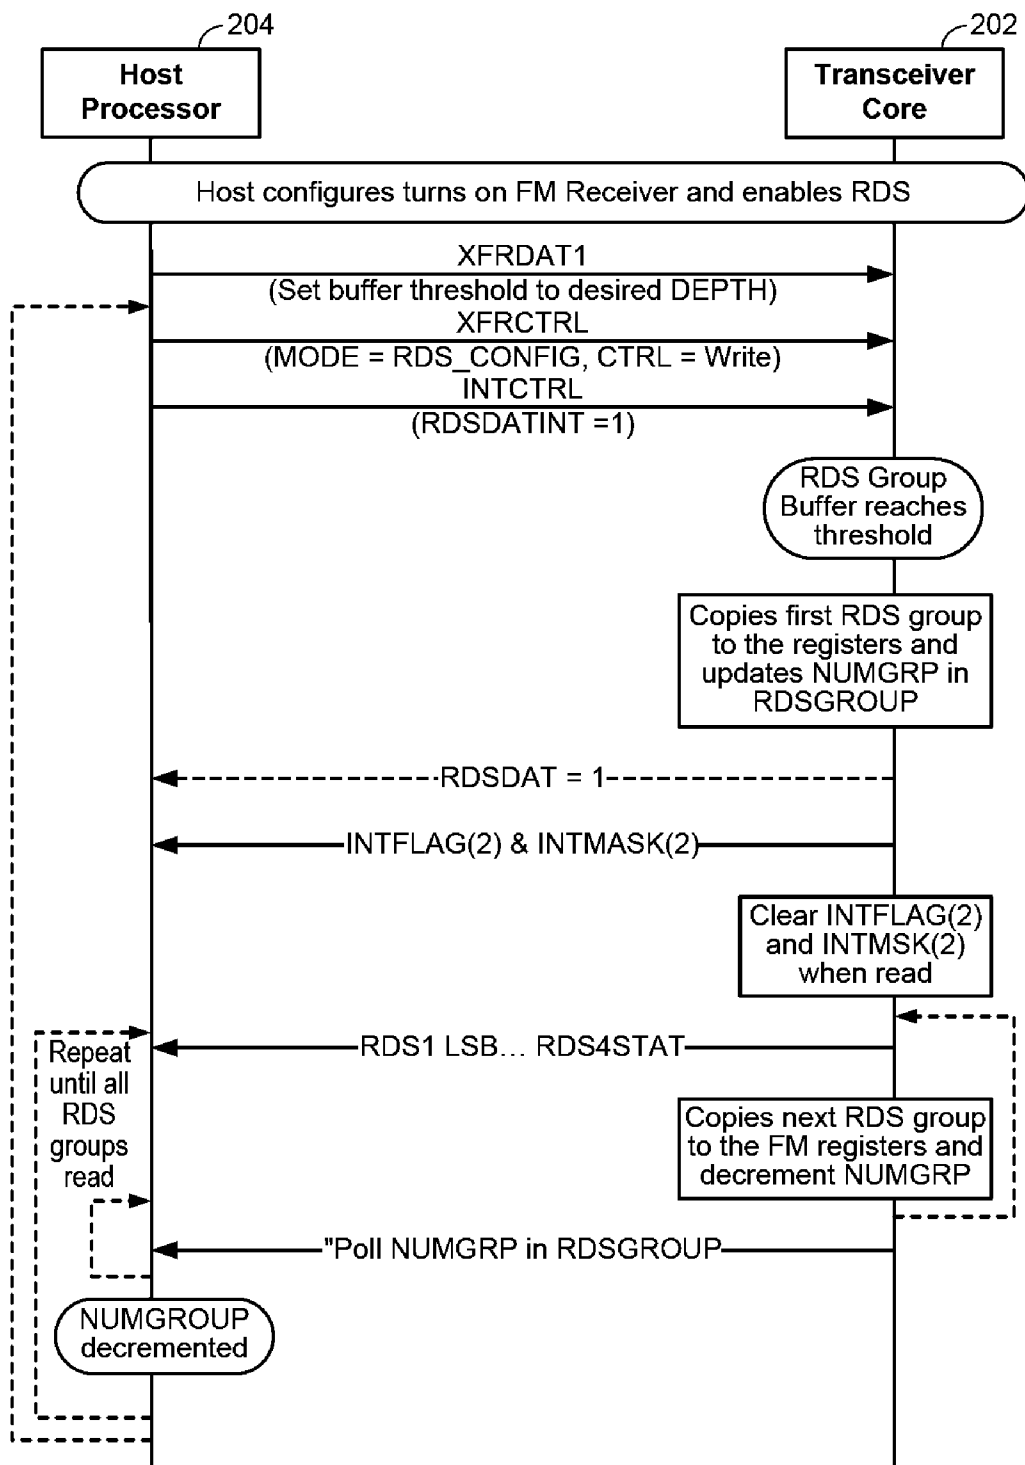 204
202
Host
Processor
Transceiver
Core
Host configures turns on FM Receiver and enables RDS
XFRDAT1
(Set buffer threshold to desired DEPTH)
XFRCTRL
(MODE = RDS_CONFIG, CTRL = Write)
INTCTRL
(RDSDATINT =1)
RDS Group
Buffer reaches
threshold
Copies first RDS group
to the registers and
updates NUMGRP in
RDSGROUP
RDSDAT = 1
INTFLAG(2) & INTMASK(2)
Clear INTFLAG(2)
and INTMSK(2)
when read
RDS1 LSB... RDS4STAT
Repeat
until all
RDS
groups
read
Copies next RDS group
to the FM registers and
decrement NUMGRP
"Poll NUMGRP in RDSGROUP
NUMGROUP
decremented